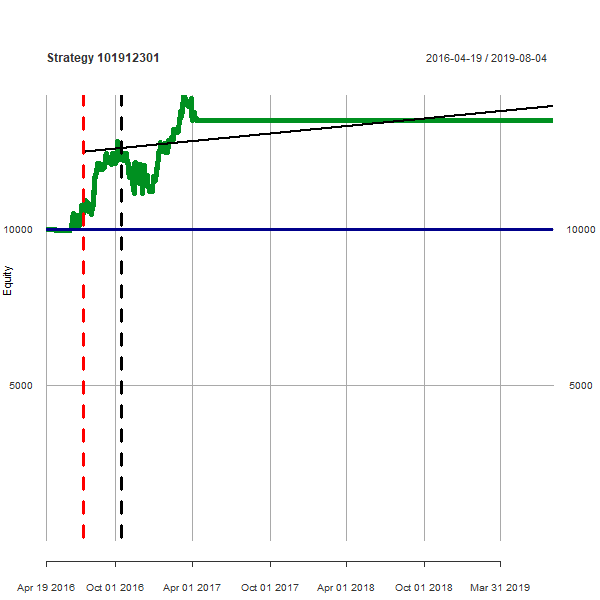 Strategy 101912301
2016-04-19 / 2019-08-04
10000
10000
Equity
5000
5000
Apr 19 2016
Oct 01 2016
Apr 01 2017
Oct 01 2017
Apr 01 2018
Oct 01 2018
Mar 31 2019